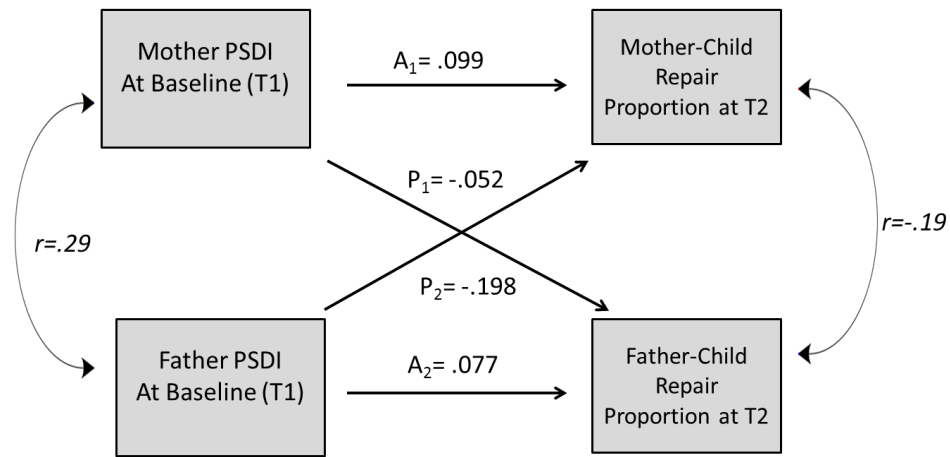 Mother PSDI
At Baseline (T1)
A₁= .099
Mother-Child
Repair
Proportion at T2
P₁= -.052
r=.29
r=-.19
P₂= -.198
Father PSDI
At Baseline (T1)
A₂= .077
Father-Child
Repair
Proportion at T2